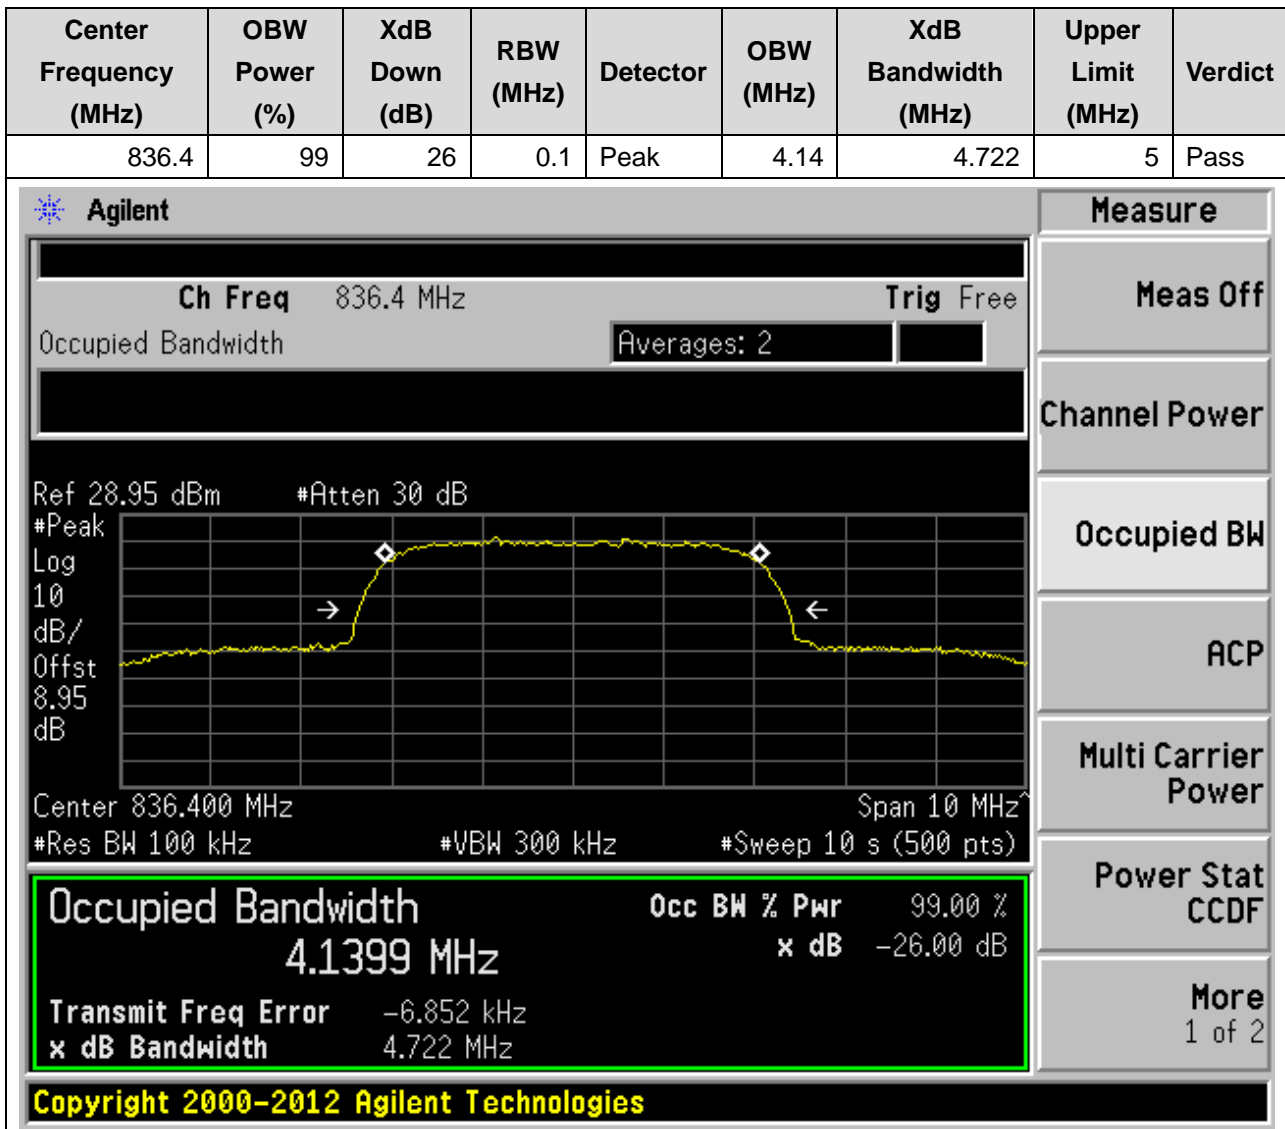 Center Frequency (MHz) OBW Power (%) XdB Down (dB) RBW (MHz) Detector OBW (MHz) XdB Bandwidth (MHz) Upper Limit (MHz) Verdict
836.4 99 26 0.1 Peak 4.14 4.722 5 Pass
Agilent
Measure
Ch Freq 836.4 MHz Trig Free
Occupied Bandwidth Averages: 2
Ref 28.95 dBm #Atten 30 dB
#Peak
Log
10
dB/
Offst
8.95
dB
Center 836.400 MHz Span 10 MHz^
#Res BW 100 kHz #VBW 300 kHz #Sweep 10 s (500 pts)
Occupied Bandwidth Occ BW % Pwr 99.00 %
4.1399 MHz x dB -26.00 dB
Transmit Freq Error -6.852 kHz
x dB Bandwidth 4.722 MHz
Meas Off
Channel Power
Occupied BW
ACP
Multi Carrier
Power
Power Stat
CCDF
More
1 of 2
Copyright 2000-2012 Agilent Technologies